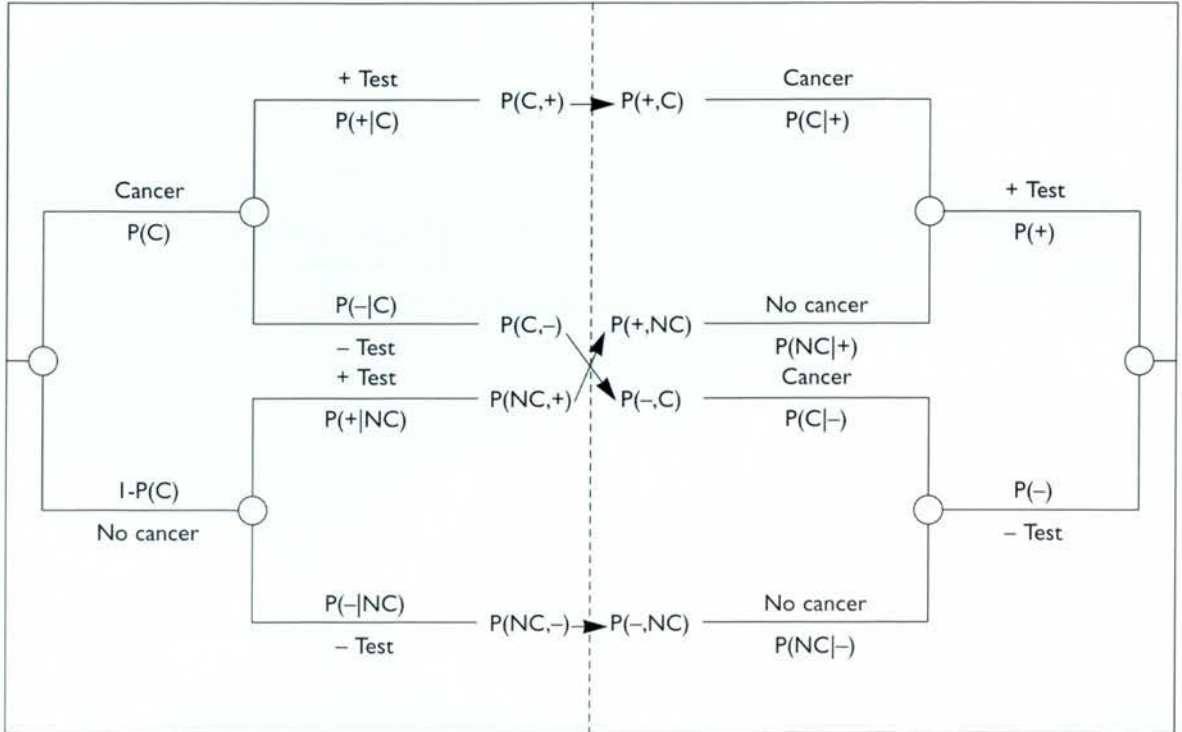 + Test
P(+|C)
P(C,+)
P(+,C)
Cancer
P(C|+)
Cancer
P(C)
+ Test
P(+)
P(–|C)
– Test
P(C,–)
P(+,NC)
No cancer
P(NC|+)
+ Test
P(+|NC)
P(NC,+)
P(–,C)
Cancer
P(C|–)
1-P(C)
No cancer
P(–)
– Test
P(–|NC)
– Test
P(NC,–)
P(–,NC)
No cancer
P(NC|–)